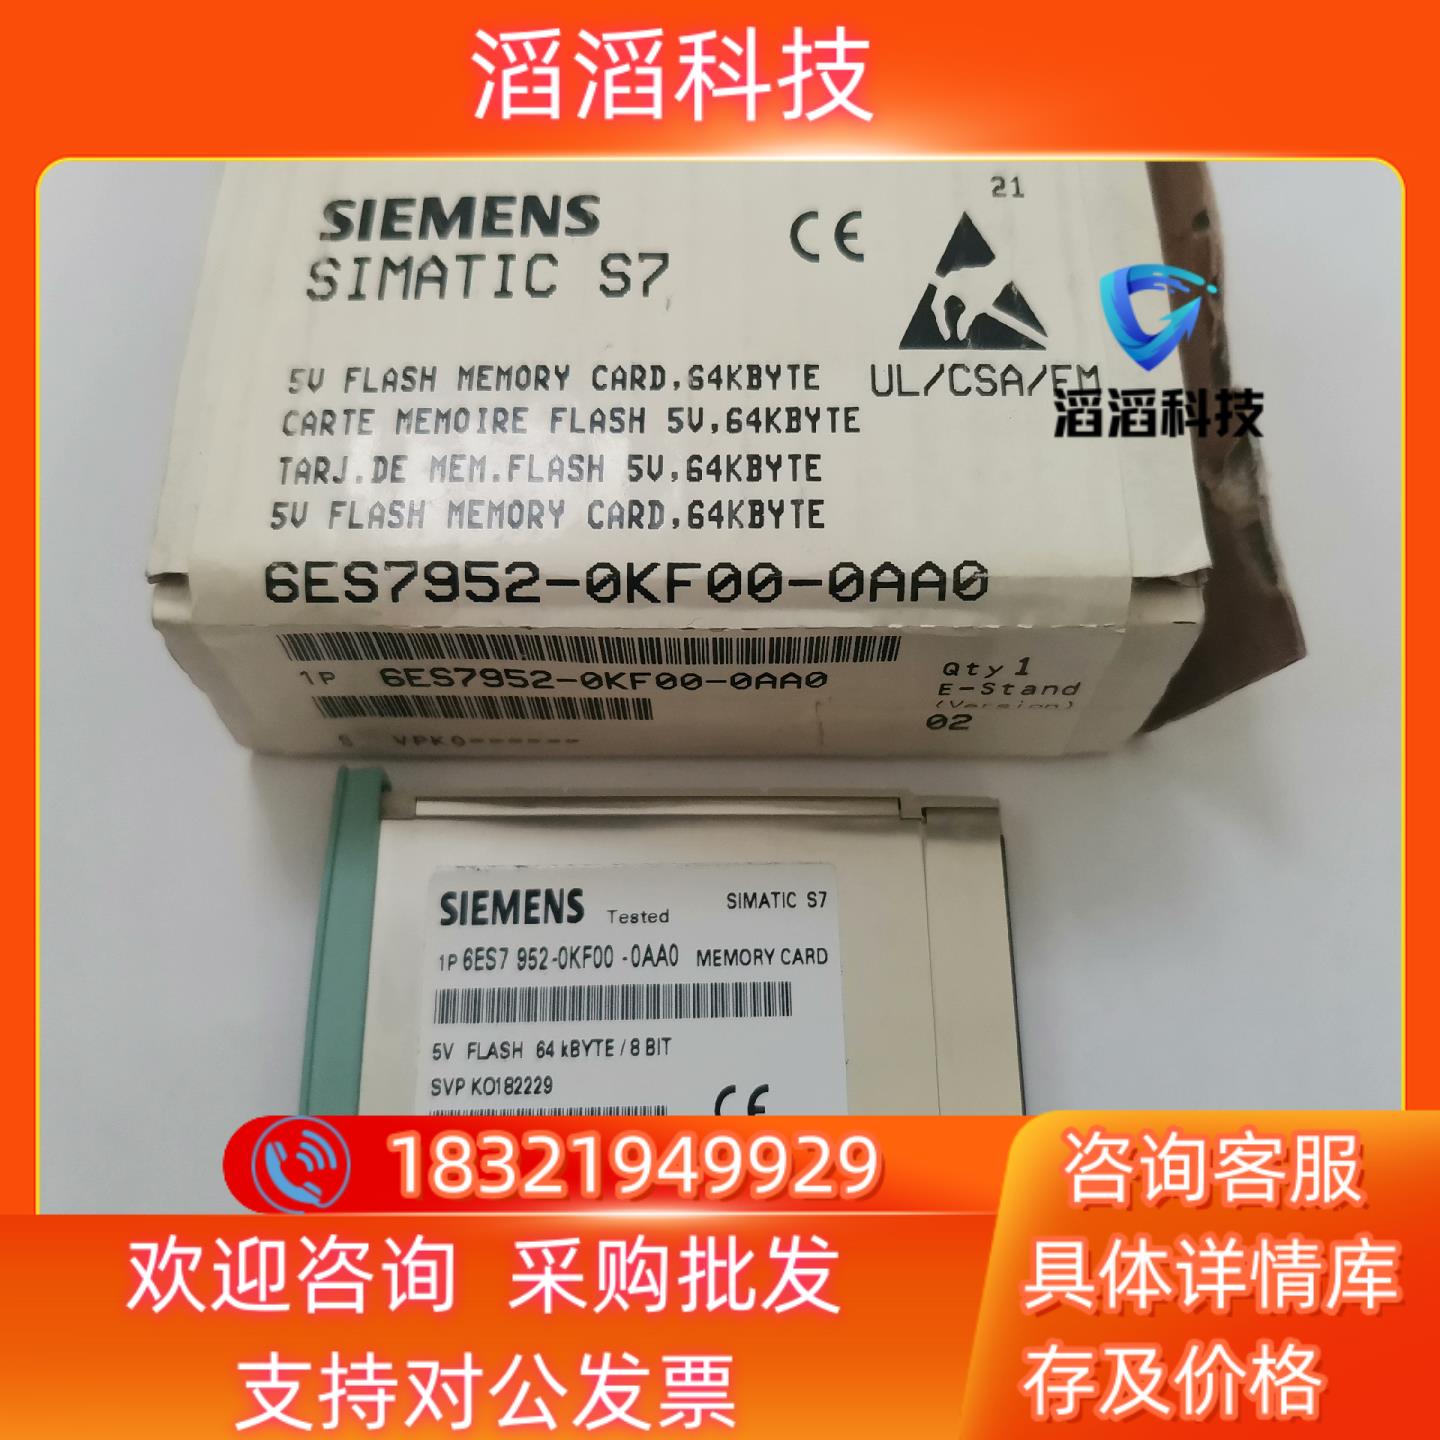 滔滔科技
21
SIEMENS
SIMATIC S7
CE
5V FLASH MEMORY CARD,64KBYTE
UL/CSA/FM
CARTE MEMOIRE FLASH 5V,64KBYTE
滔滔科技
TARJ.DE MEM.FLASH 5V,64KBYTE
5V FLASH MEMORY CARD,64KBYTE
6ES7952-0KF00-0AA0
1P 6ES7952-0KF00-0AA0
Qty 1
E-Stand
(Version)
02
S VPK0
SIEMENS Tested SIMATIC S7
1P 6ES7 952-0KF00-0AA0 MEMORY CARD
5V FLASH 64 kBYTE / 8 BIT
SVP KO182229
CE
18321949929
欢迎咨询 采购批发
支持对公发票
咨询客服
具体详情库
存及价格